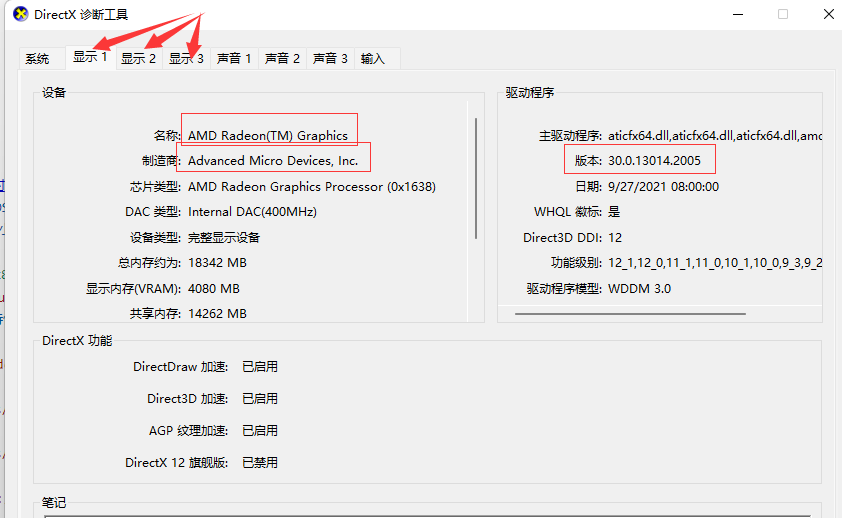 DirectX 诊断工具
系统 显示 1 显示 2 显示 3 声音 1 声音 2 声音 3 输入
设备
名称: AMD Radeon(TM) Graphics
制造商: Advanced Micro Devices, Inc.
芯片类型: AMD Radeon Graphics Processor (0x1638)
DAC 类型: Internal DAC(400MHz)
设备类型: 完整显示设备
总内存约为: 18342 MB
显示内存(VRAM): 4080 MB
共享内存: 14262 MB
驱动程序
主驱动程序: aticfx64.dll,aticfx64.dll,aticfx64.dll,amd
版本: 30.0.13014.2005
日期: 9/27/2021 08:00:00
WHQL 徽标: 是
Direct3D DDI: 12
功能级别: 12_1,12_0,11_1,11_0,10_1,10_0,9_3,9_2
驱动程序模型: WDDM 3.0
DirectX 功能
DirectDraw 加速: 已启用
Direct3D 加速: 已启用
AGP 纹理加速: 已启用
DirectX 12 旗舰版: 已禁用
笔记